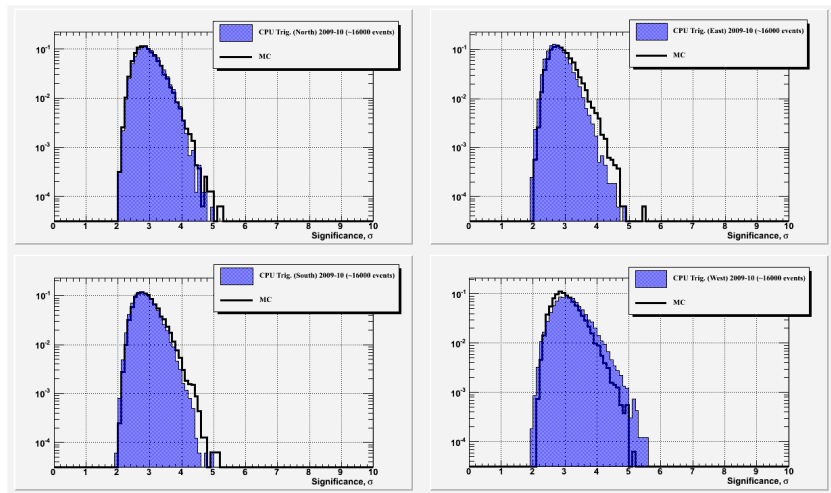 CPU Trig. (North) 2009-10 (~16000 events)
MC
10-1
10-2
10-3
10-4
0 1 2 3 4 5 6 7 8 9 10
Significance, σ
CPU Trig. (East) 2009-10 (~16000 events)
MC
10-1
10-2
10-3
10-4
0 1 2 3 4 5 6 7 8 9 10
Significance, σ
CPU Trig. (South) 2009-10 (~16000 events)
MC
10-1
10-2
10-3
10-4
0 1 2 3 4 5 6 7 8 9 10
Significance, σ
CPU Trig. (West) 2009-10 (~16000 events)
MC
10-1
10-2
10-3
10-4
0 1 2 3 4 5 6 7 8 9 10
Significance, σ